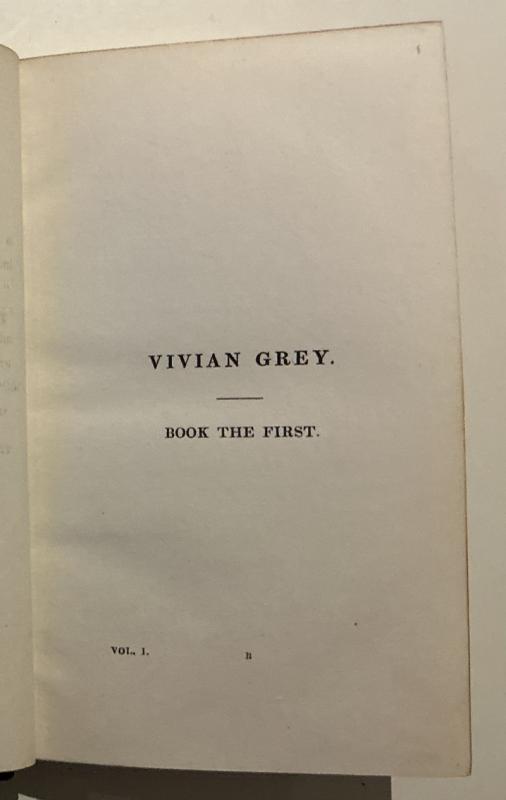 VIVIAN GREY.
BOOK THE FIRST.
VOL. I.
B